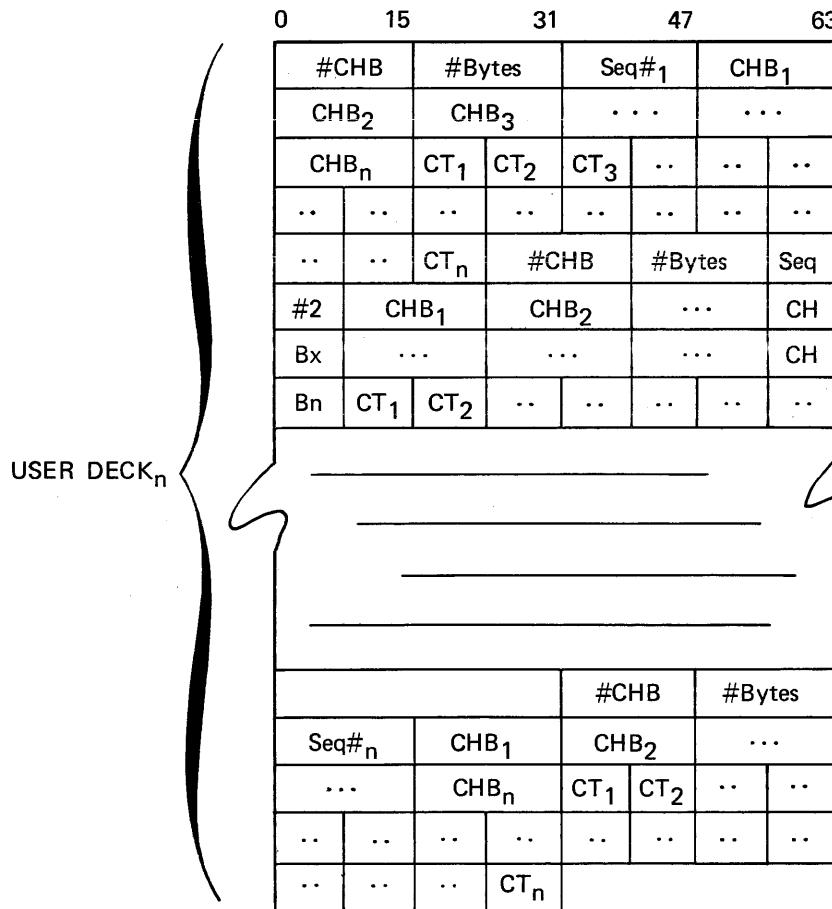 0 15 31 47 63
#CHB #Bytes Seq#₁ CHB₁
CHB₂ CHB₃ ··· ···
CHBₙ CT₁ CT₂ CT₃ ·· ·· ··
·· ·· ·· ·· ·· ·· ·· ··
·· ·· CTₙ #CHB #Bytes Seq
#2 CHB₁ CHB₂ ··· CH
Bx ··· ··· ··· CH
Bn CT₁ CT₂ ·· ·· ·· ·· ··
USER DECKₙ
#CHB #Bytes
Seq#ₙ CHB₁ CHB₂ ···
··· CHBₙ CT₁ CT₂ ·· ··
·· ·· ·· ·· ·· ·· ·· ··
·· ·· ·· CTₙ